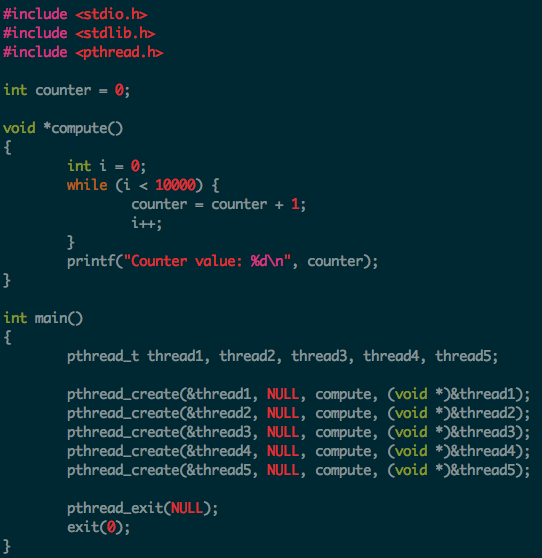 #include <stdio.h>
#include <stdlib.h>
#include <pthread.h>

int counter = 0;

void *compute()
{
        int i = 0;
        while (i < 10000) {
                counter = counter + 1;
                i++;
        }
        printf("Counter value: %d\n", counter);
}

int main()
{
        pthread_t thread1, thread2, thread3, thread4, thread5;

        pthread_create(&thread1, NULL, compute, (void *)&thread1);
        pthread_create(&thread2, NULL, compute, (void *)&thread2);
        pthread_create(&thread3, NULL, compute, (void *)&thread3);
        pthread_create(&thread4, NULL, compute, (void *)&thread4);
        pthread_create(&thread5, NULL, compute, (void *)&thread5);

        pthread_exit(NULL);
        exit(0);
}